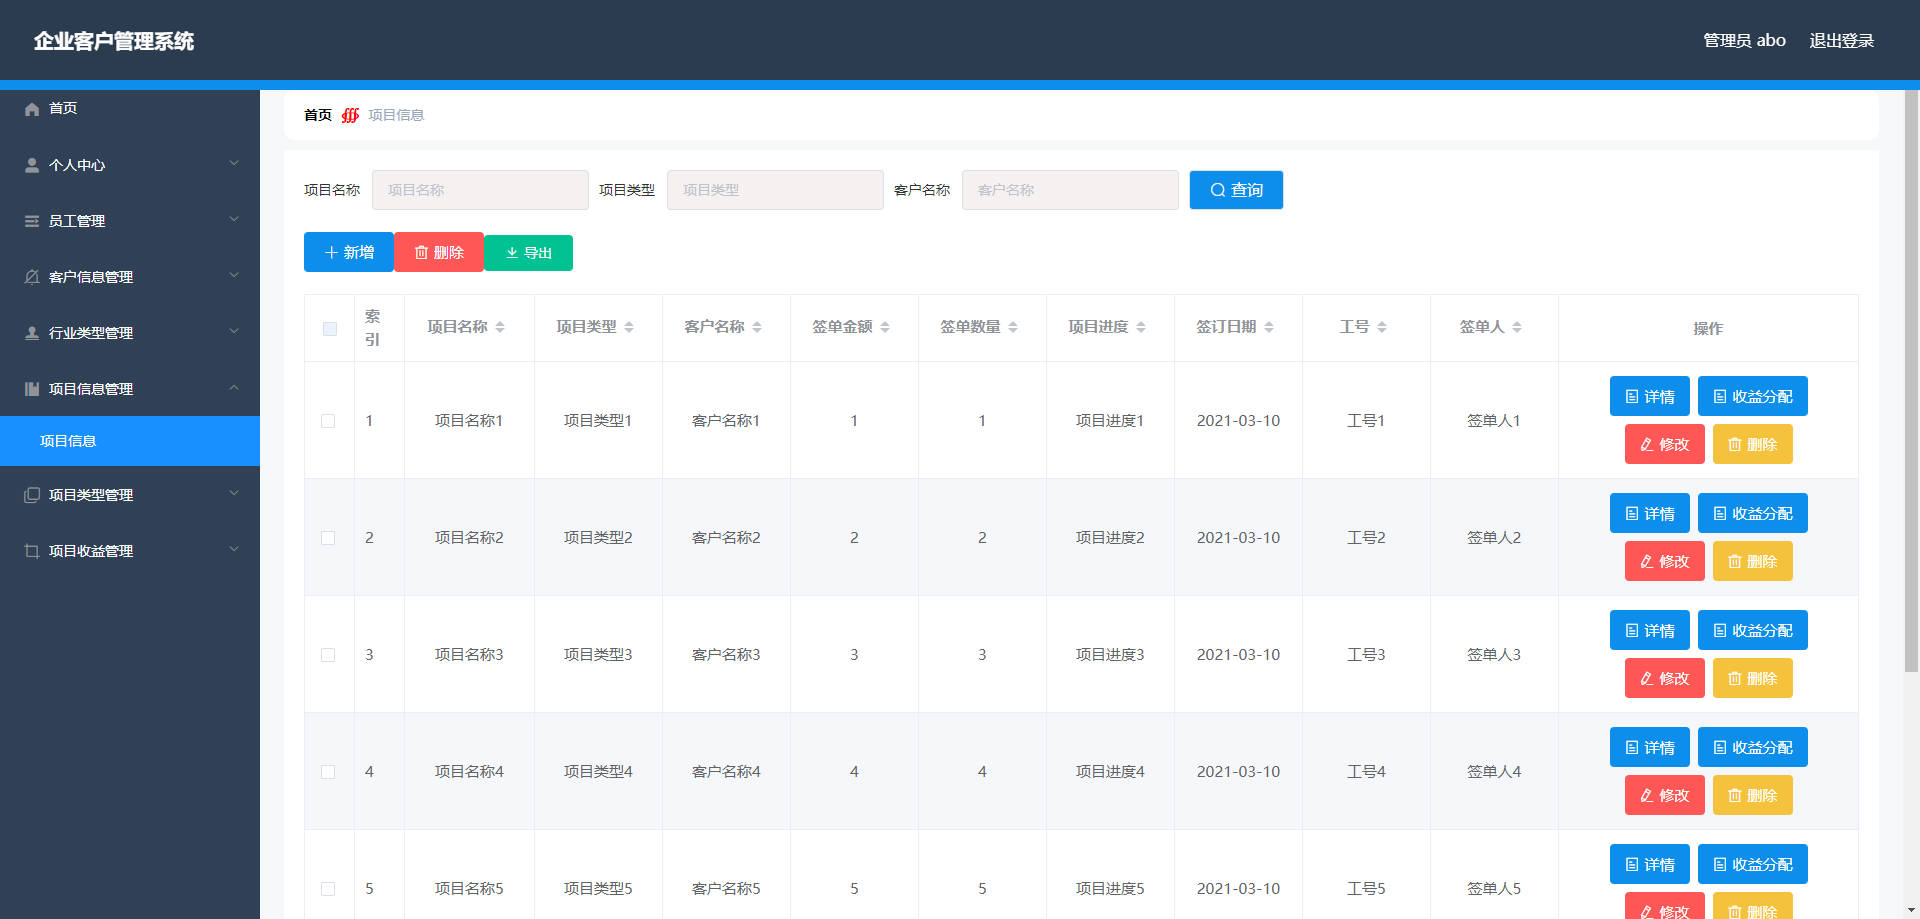 企业客户管理系统
管理员 abo 退出登录
首页
个人中心
员工管理
客户信息管理
行业类型管理
项目信息管理
项目信息
项目类型管理
项目收益管理
首页 项目信息
项目名称 项目名称 项目类型 项目类型 客户名称 客户名称 查询
新增 删除 导出
索引 项目名称 项目类型 客户名称 签单金额 签单数量 项目进度 签订日期 工号 签单人 操作
1 项目名称1 项目类型1 客户名称1 1 1 项目进度1 2021-03-10 工号1 签单人1 详情 收益分配
修改 删除
2 项目名称2 项目类型2 客户名称2 2 2 项目进度2 2021-03-10 工号2 签单人2 详情 收益分配
修改 删除
3 项目名称3 项目类型3 客户名称3 3 3 项目进度3 2021-03-10 工号3 签单人3 详情 收益分配
修改 删除
4 项目名称4 项目类型4 客户名称4 4 4 项目进度4 2021-03-10 工号4 签单人4 详情 收益分配
修改 删除
5 项目名称5 项目类型5 客户名称5 5 5 项目进度5 2021-03-10 工号5 签单人5 详情 收益分配
修改 删除